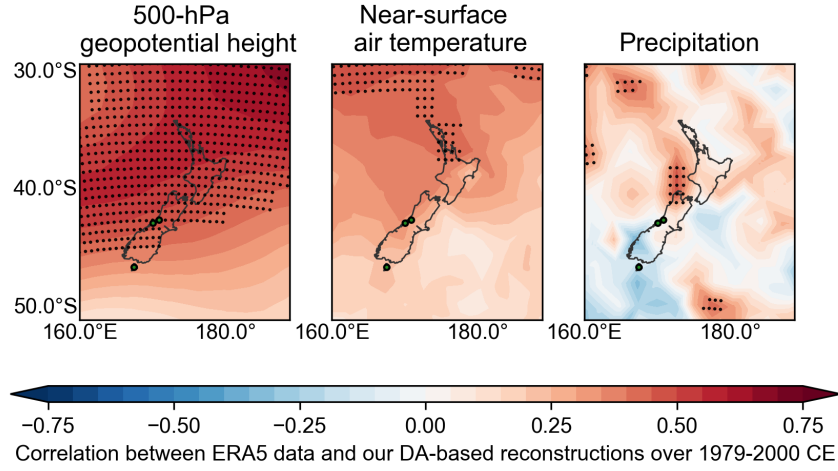 500-hPa
geopotential height
Near-surface
air temperature
Precipitation
30.0°S
40.0°S
50.0°S
160.0°E
180.0°
160.0°E
180.0°
160.0°E
180.0°
−0.75
−0.50
−0.25
0.00
0.25
0.50
0.75
Correlation between ERA5 data and our DA-based reconstructions over 1979-2000 CE